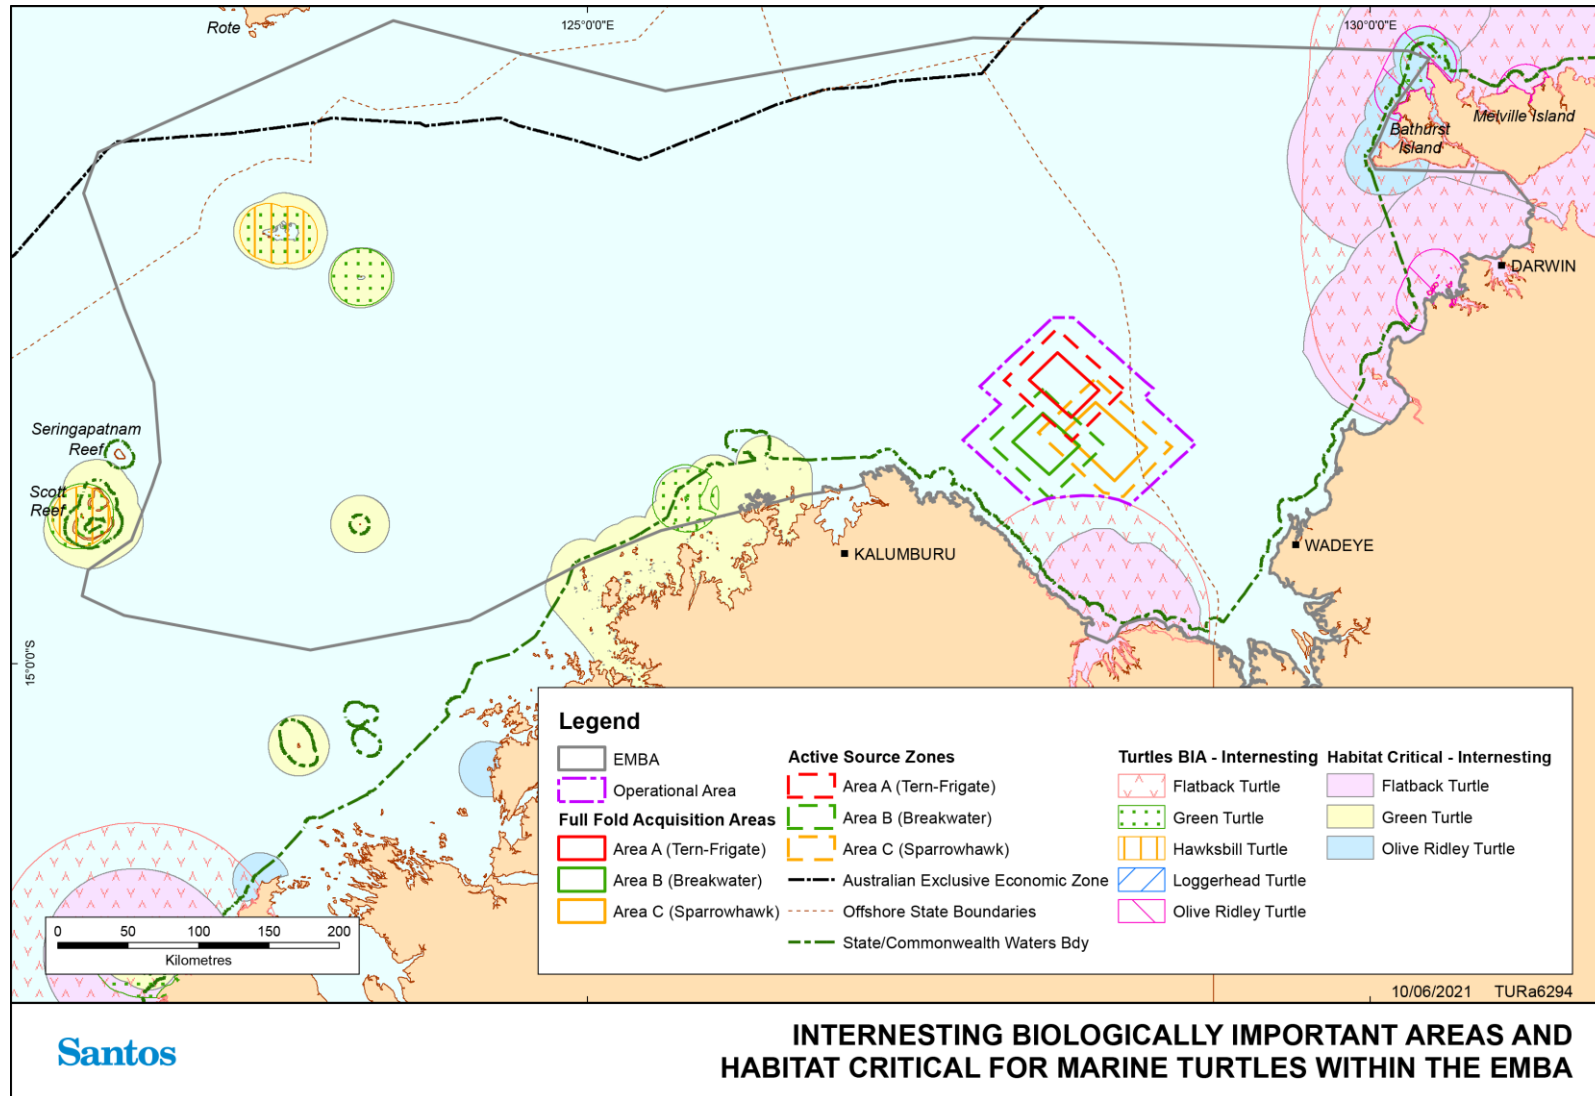 Rote
125°0'0"E
130°0'0"E
Melville Island
Bathurst
Island
DARWIN
Seringapatnam
Reef
Scott
Reef
KALUMBURU
WADEYE
15°0'0"S
Legend
EMBA
Operational Area
Full Fold Acquisition Areas
Area A (Tern-Frigate)
Area B (Breakwater)
Area C (Sparrowhawk)
Active Source Zones
Area A (Tern-Frigate)
Area B (Breakwater)
Area C (Sparrowhawk)
Australian Exclusive Economic Zone
Offshore State Boundaries
State/Commonwealth Waters Bdy
Turtles BIA - Internesting
Flatback Turtle
Green Turtle
Hawksbill Turtle
Loggerhead Turtle
Olive Ridley Turtle
Habitat Critical - Internesting
Flatback Turtle
Green Turtle
Olive Ridley Turtle
0 50 100 150 200
Kilometres
10/06/2021 TURa6294
Santos
INTERNESTING BIOLOGICALLY IMPORTANT AREAS AND
HABITAT CRITICAL FOR MARINE TURTLES WITHIN THE EMBA